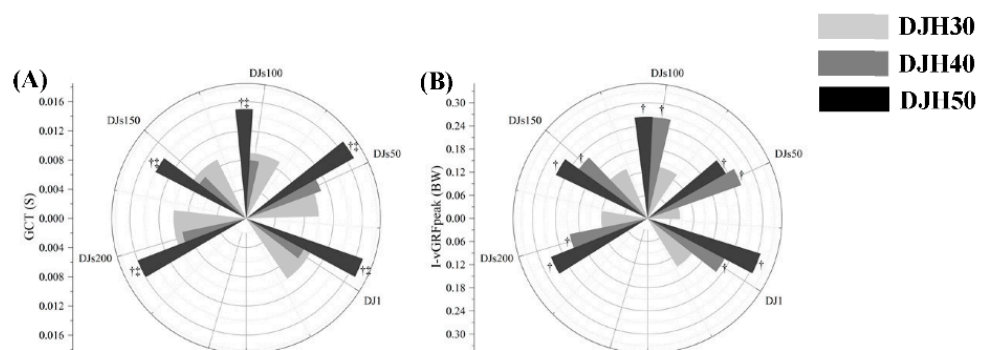 DJH30
DJH40
DJH50
(A)
GCT (S)
0.016
0.012
0.008
0.004
0.000
0.004
0.008
0.012
0.016
DJs100
DJs150
DJs50
DJs200
DJ1
†‡
†‡
†‡
†‡
†‡
(B)
I-vGRFpeak (BW)
0.30
0.24
0.18
0.12
0.06
0.00
0.06
0.12
0.18
0.24
0.30
DJs100
DJs150
DJs50
DJs200
DJ1
†
†
†
†
†
†
†
†
†
†